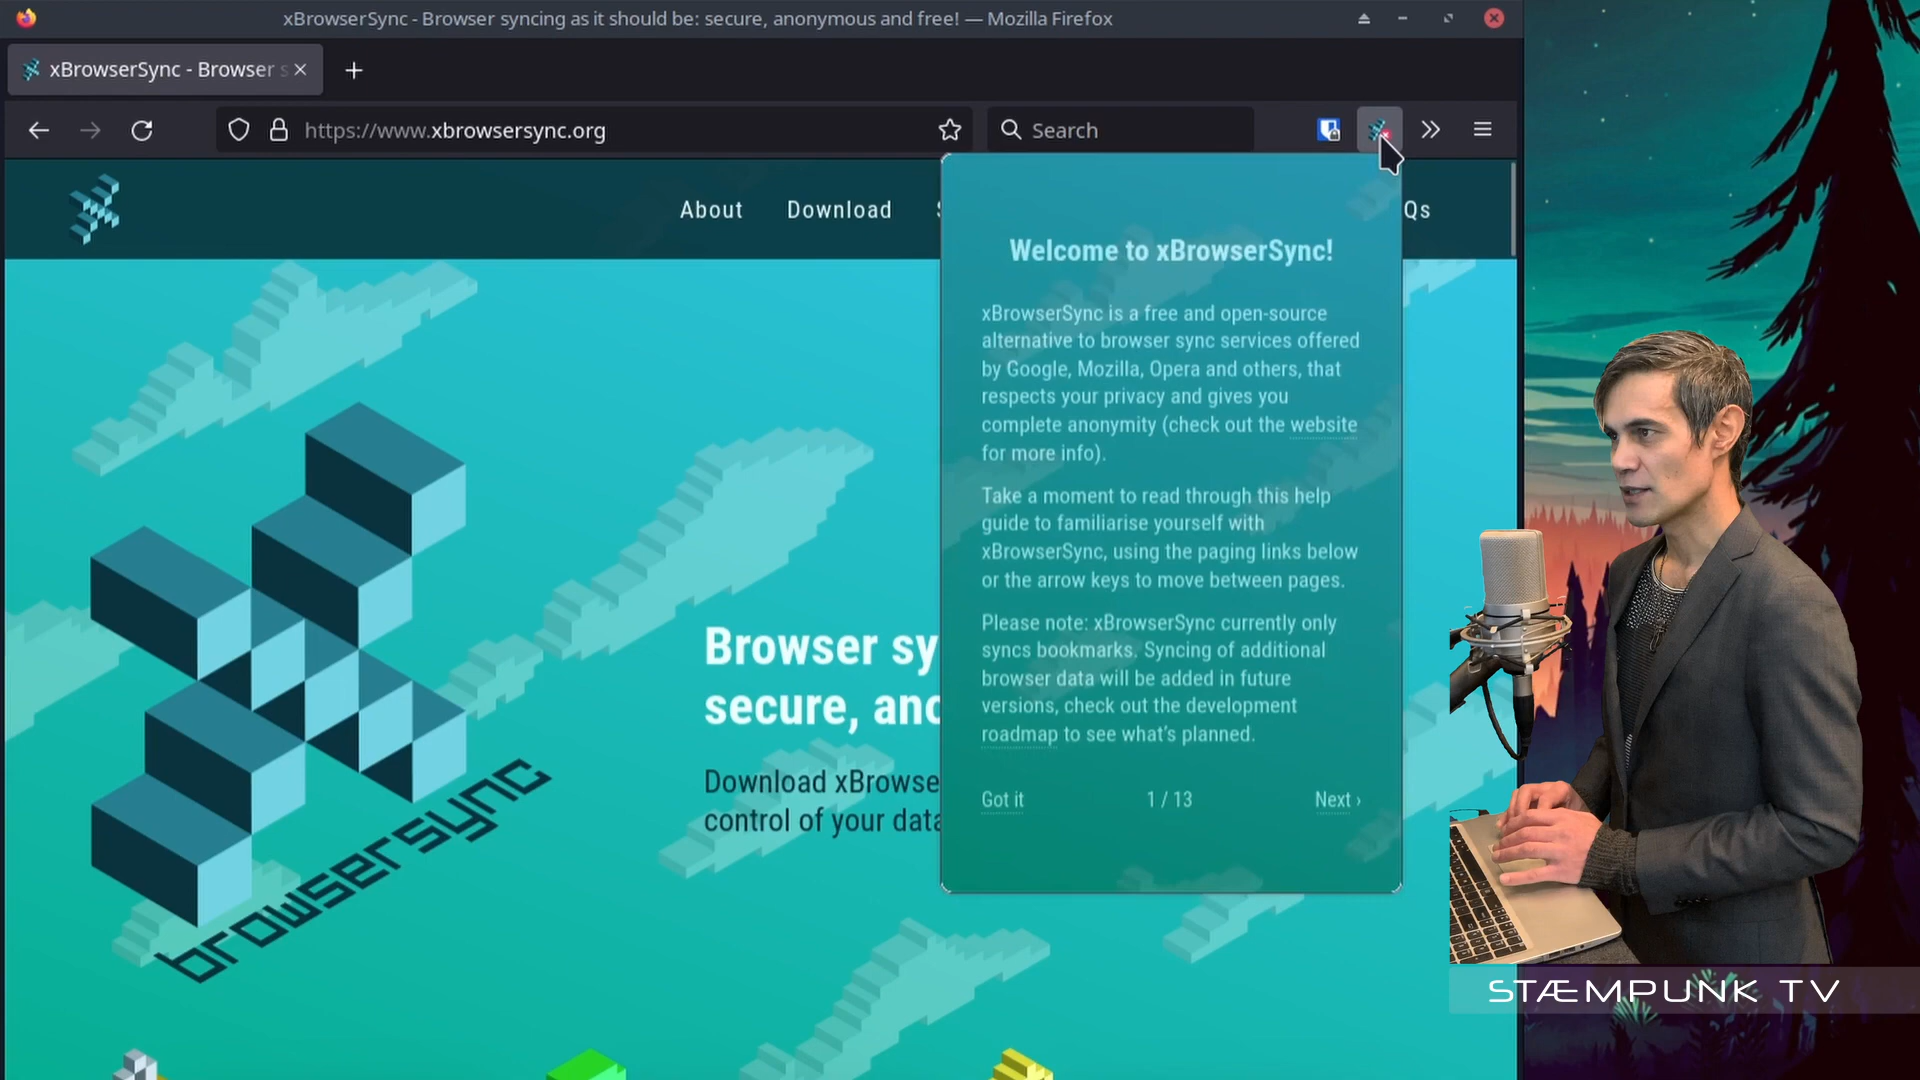 xBrowserSync - Browser syncing as it should be: secure, anonymous and free! — Mozilla Firefox
xBrowserSync - Browser
https://www.xbrowsersync.org
Search
About
Download
Qs
Welcome to xBrowserSync!
xBrowserSync is a free and open-source
alternative to browser sync services offered
by Google, Mozilla, Opera and others, that
respects your privacy and gives you
complete anonymity (check out the website
for more info).
Take a moment to read through this help
guide to familiarise yourself with
xBrowserSync, using the paging links below
or the arrow keys to move between pages.
Please note: xBrowserSync currently only
syncs bookmarks. Syncing of additional
browser data will be added in future
versions, check out the development
roadmap to see what's planned.
Got it
1 / 13
Next ›
Browser sy
secure, ano
Download xBrowse
control of your data
browsersync
STÆMPUNK TV